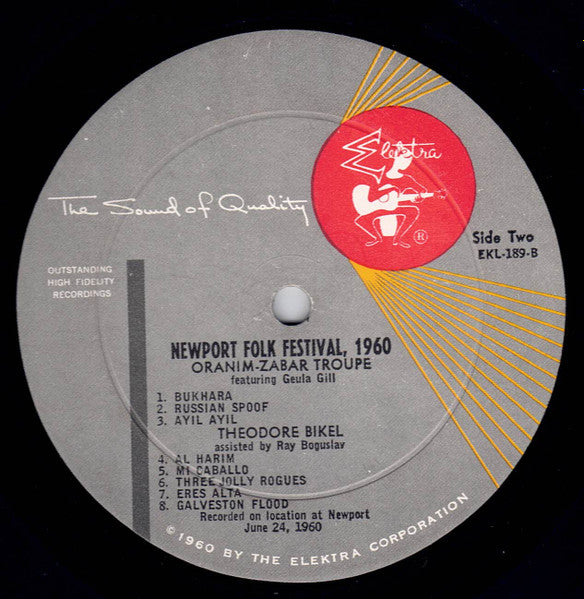 Elektra
The Sound of Quality
®
Side Two
EKL-189-B
OUTSTANDING
HIGH FIDELITY
RECORDINGS
NEWPORT FOLK FESTIVAL, 1960
ORANIM-ZABAR TROUPE
featuring Geula Gill
1. BUKHARA
2. RUSSIAN SPOOF
3. AYIL AYIL
THEODORE BIKEL
assisted by Ray Boguslav
4. AL HARIM
5. MI CABALLO
6. THREE JOLLY ROGUES
7. ERES ALTA
8. GALVESTON FLOOD
Recorded on location at Newport
June 24, 1960
© 1960 BY THE ELEKTRA CORPORATION